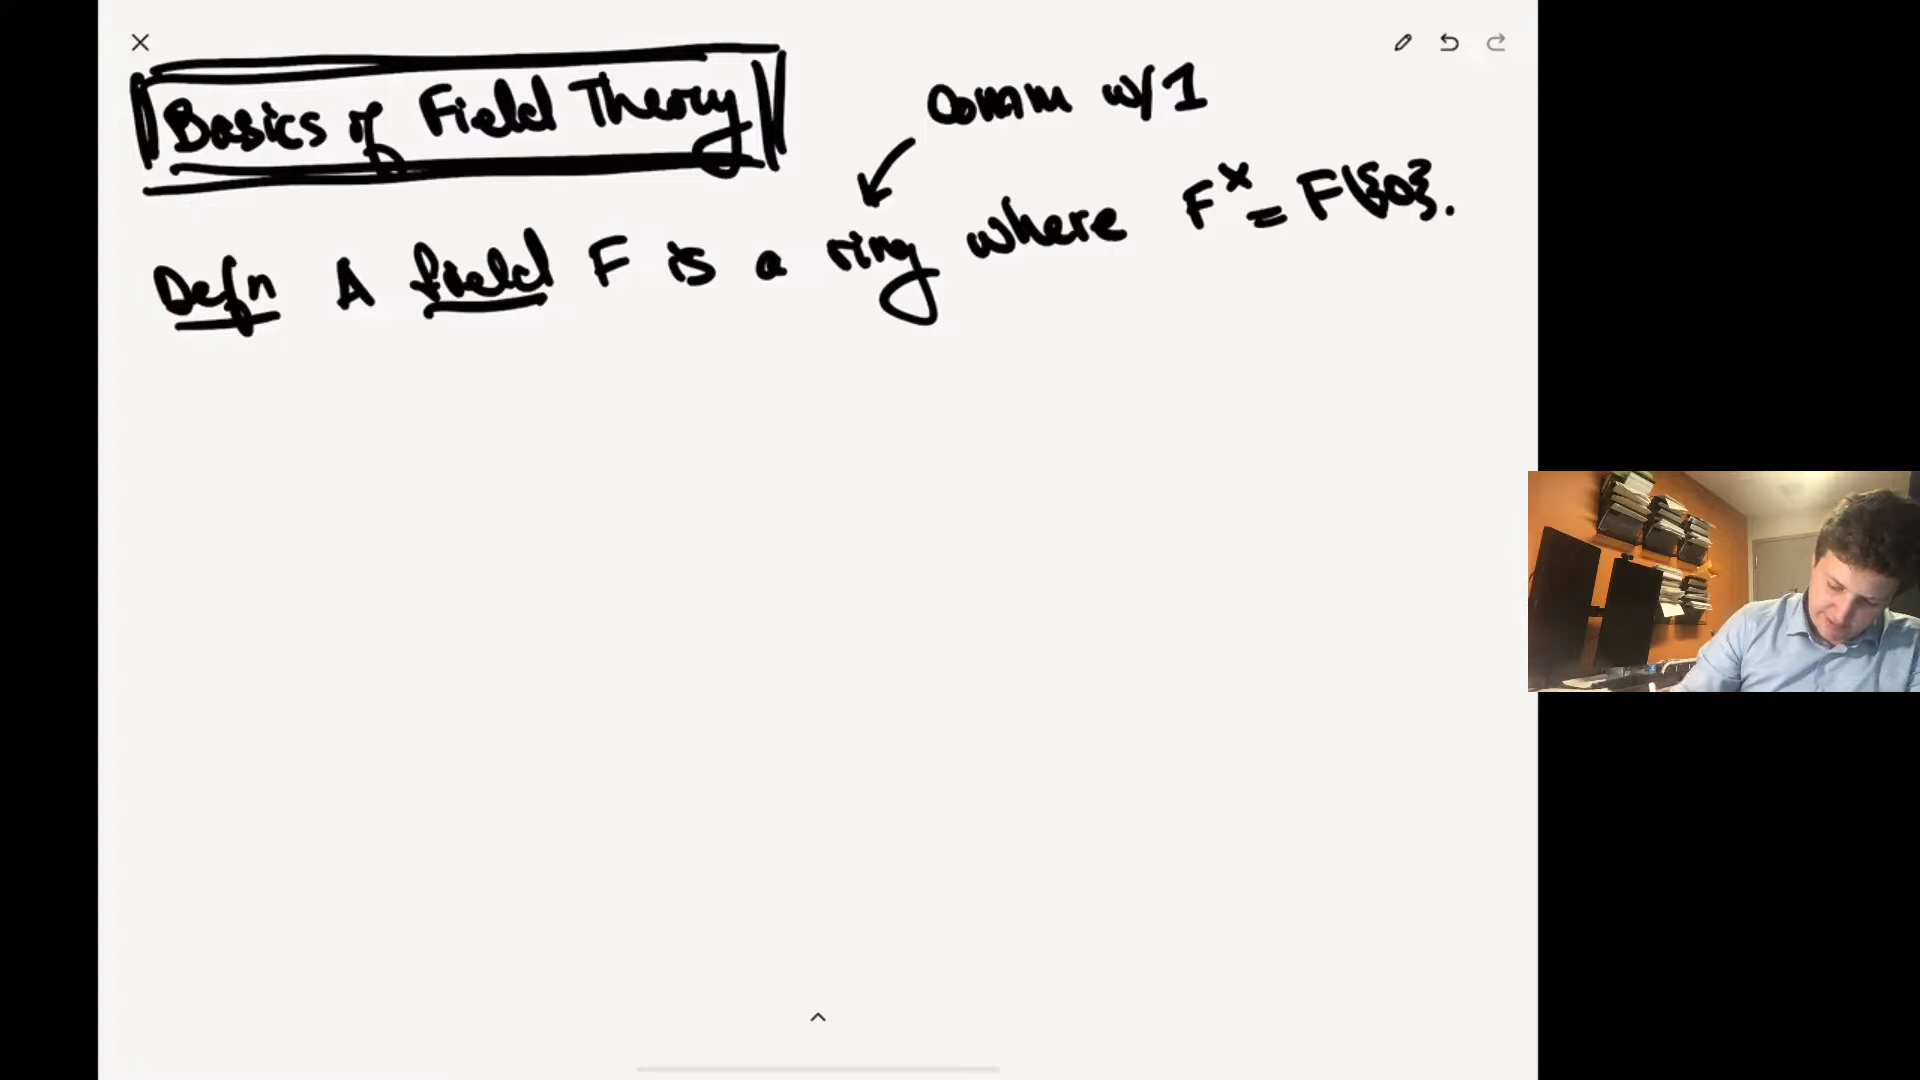 Basics of Field Theory
comm w/ 1
Defn A field F is a ring where F^× = F\{0}.